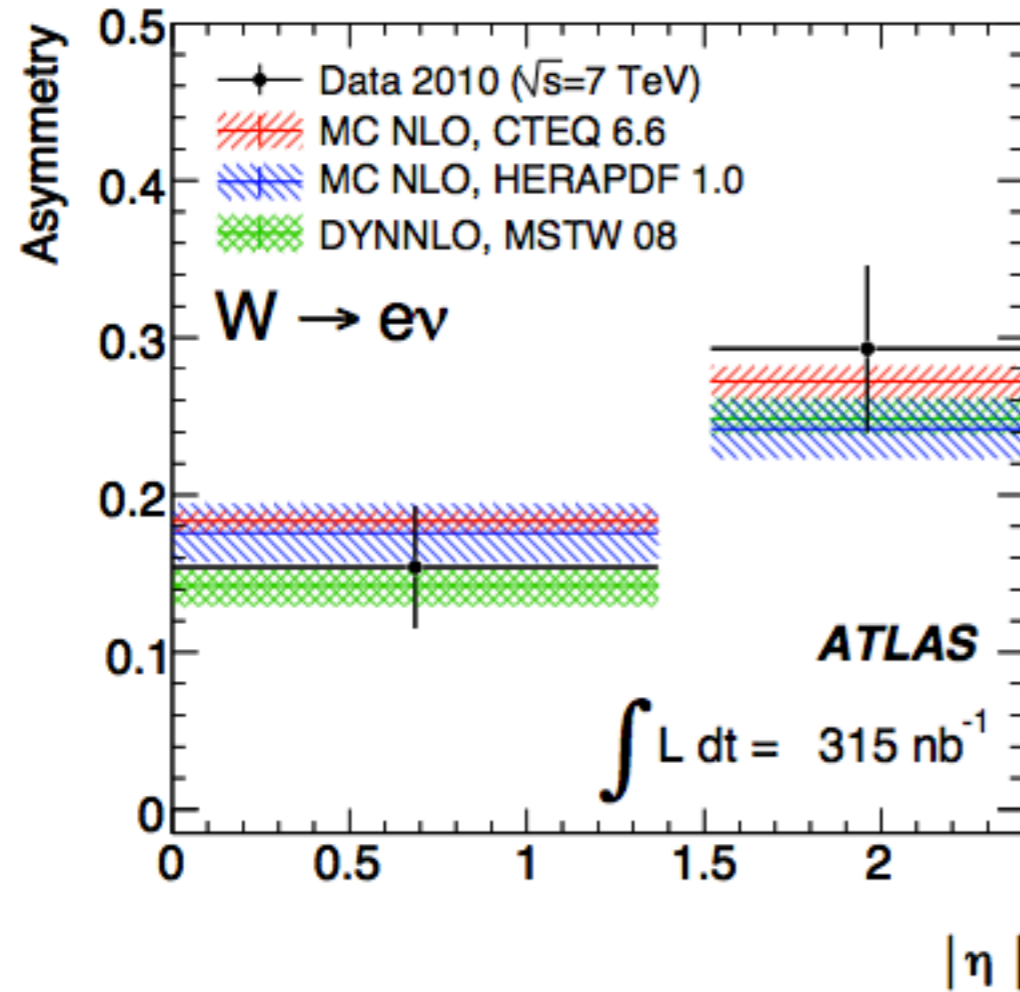 Asymmetry
0.5
0.4
0.3
0.2
0.1
0
Data 2010 (√s=7 TeV)
MC NLO, CTEQ 6.6
MC NLO, HERAPDF 1.0
DYNNLO, MSTW 08
W → eν
ATLAS
∫ L dt = 315 nb⁻¹
0 0.5 1 1.5 2
|η|